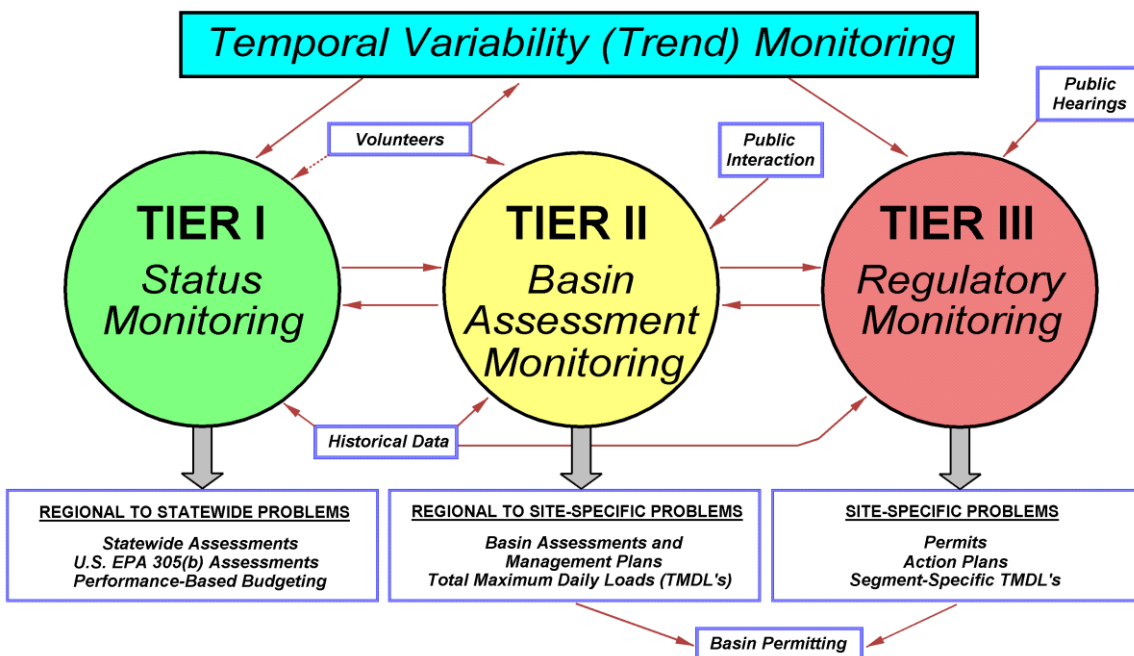 Temporal Variability (Trend) Monitoring
Public
Hearings
Volunteers
Public
Interaction
TIER I
Status
Monitoring
TIER II
Basin
Assessment
Monitoring
TIER III
Regulatory
Monitoring
Historical Data
REGIONAL TO STATEWIDE PROBLEMS
Statewide Assessments
U.S. EPA 305(b) Assessments
Performance-Based Budgeting
REGIONAL TO SITE-SPECIFIC PROBLEMS
Basin Assessments and
Management Plans
Total Maximum Daily Loads (TMDL's)
SITE-SPECIFIC PROBLEMS
Permits
Action Plans
Segment-Specific TMDL's
Basin Permitting